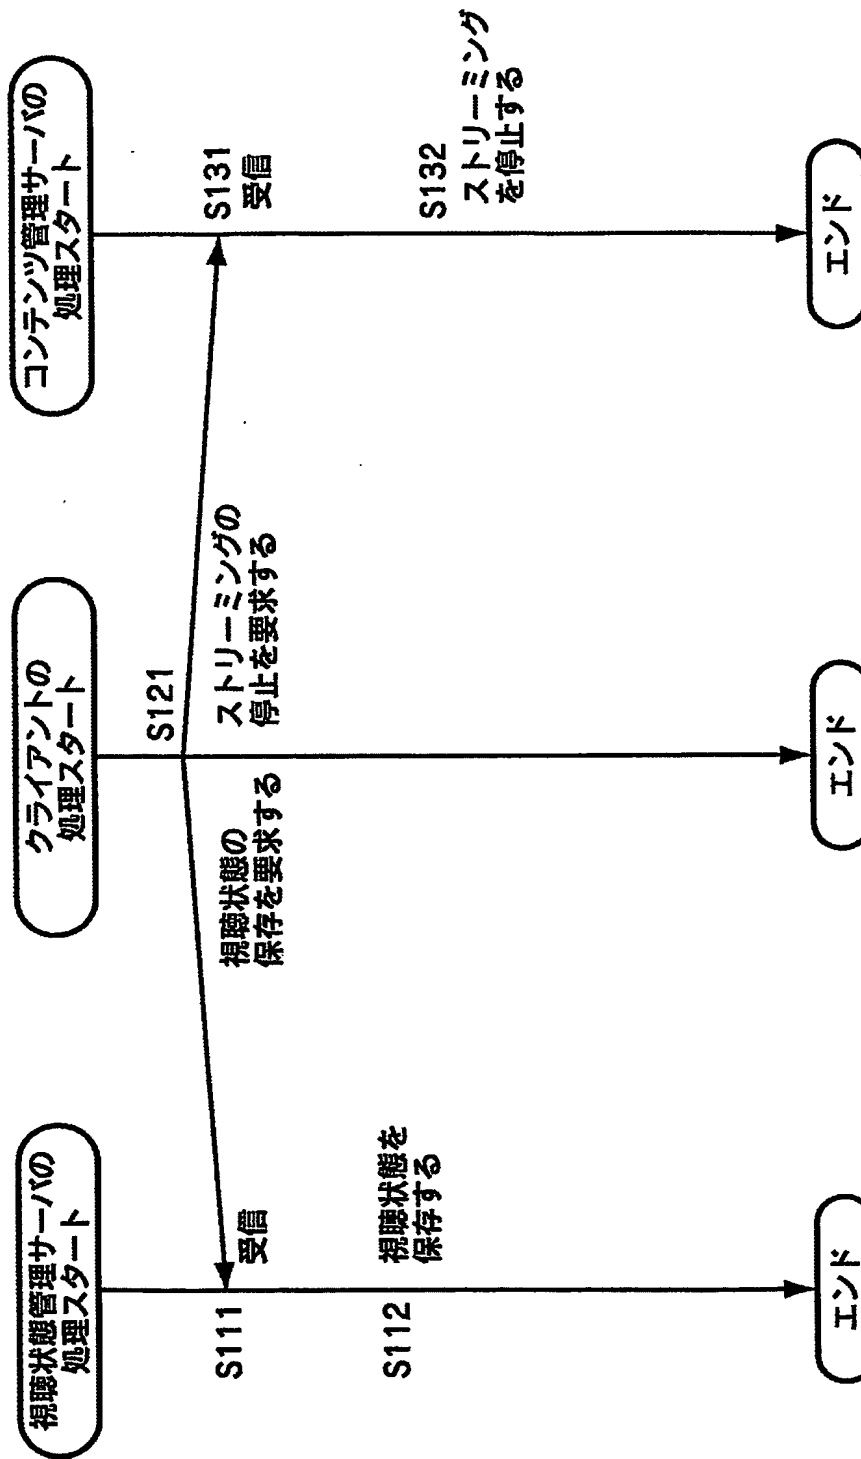 視聴状態管理サーバの
処理スタート
S111
受信
S112
視聴状態を
保存する
エンド
クライアントの
処理スタート
S121
視聴状態の
保存を要求する
ストリーミングの
停止を要求する
エンド
コンテンツ管理サーバの
処理スタート
S131
受信
S132
ストリーミング
を停止する
エンド